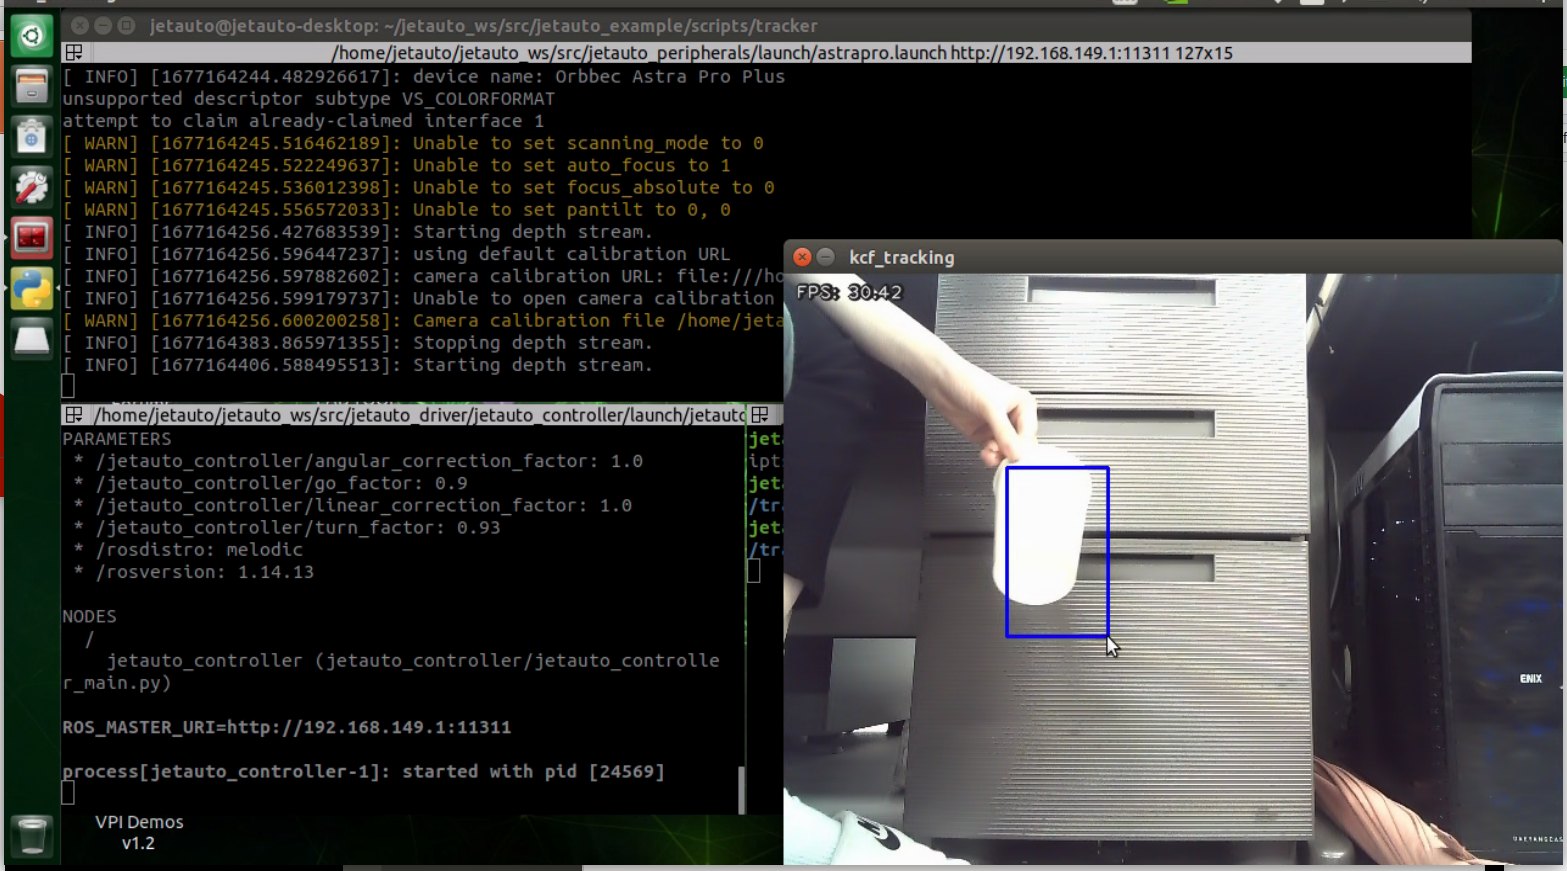 jetauto@jetauto-desktop: ~/jetauto_ws/src/jetauto_example/scripts/tracker
/home/jetauto/jetauto_ws/src/jetauto_peripherals/launch/astrapro.launch http://192.168.149.1:11311 127x15
[ INFO] [1677164244.482926617]: device name: Orbbec Astra Pro Plus
unsupported descriptor subtype VS_COLORFORMAT
attempt to claim already-claimed interface 1
[ WARN] [1677164245.516462189]: Unable to set scanning_mode to 0
[ WARN] [1677164245.522249637]: Unable to set auto_focus to 1
[ WARN] [1677164245.536012398]: Unable to set focus_absolute to 0
[ WARN] [1677164245.556572033]: Unable to set pantilt to 0, 0
[ INFO] [1677164256.427683539]: Starting depth stream.
[ INFO] [1677164256.596447237]: using default calibration URL
[ INFO] [1677164256.597882602]: camera calibration URL: file:///ho
[ INFO] [1677164256.599179737]: Unable to open camera calibration
[ WARN] [1677164256.600200258]: Camera calibration file /home/jeta
[ INFO] [1677164383.865971355]: Stopping depth stream.
[ INFO] [1677164406.588495513]: Starting depth stream.
/home/jetauto/jetauto_ws/src/jetauto_driver/jetauto_controller/launch/jetautc
PARAMETERS
* /jetauto_controller/angular_correction_factor: 1.0
* /jetauto_controller/go_factor: 0.9
* /jetauto_controller/linear_correction_factor: 1.0
* /jetauto_controller/turn_factor: 0.93
* /rosdistro: melodic
* /rosversion: 1.14.13
NODES
/
jetauto_controller (jetauto_controller/jetauto_controlle
r_main.py)
ROS_MASTER_URI=http://192.168.149.1:11311
process[jetauto_controller-1]: started with pid [24569]
jeta
ipts
jeta
/tra
jeta
/tra
VPI Demos
v1.2
kcf_tracking
FPS: 30.42
ENIX